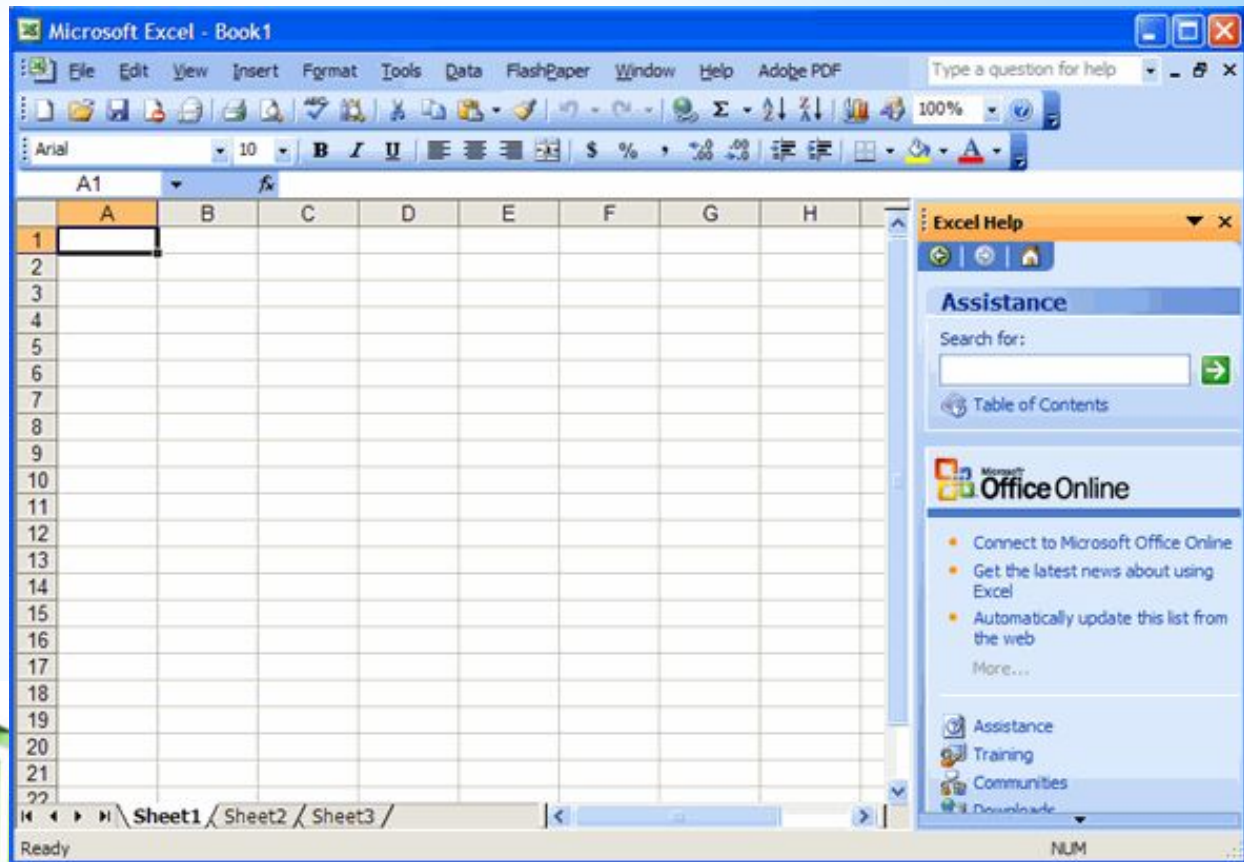 Microsoft Excel - Book1
File Edit View Insert Format Tools Data FlashPaper Window Help Adobe PDF Type a question for help
100%
Arial 10 B I U $ % ,
A1 fx
A B C D E F G H
1
2
3
4
5
6
7
8
9
10
11
12
13
14
15
16
17
18
19
20
21
22
Sheet1 Sheet2 Sheet3
Ready
Excel Help
Assistance
Search for:
Table of Contents
Microsoft
Office Online
Connect to Microsoft Office Online
Get the latest news about using
Excel
Automatically update this list from
the web
More...
Assistance
Training
Communities
Downloads
NUM